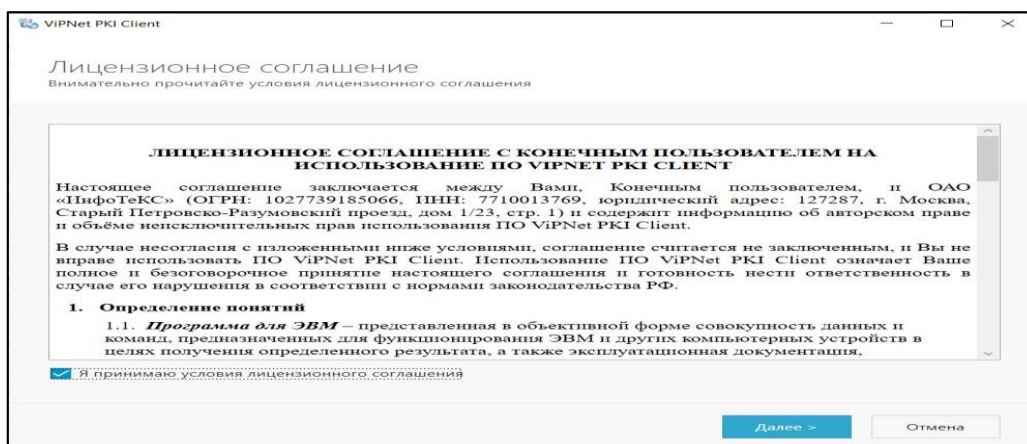 ViPNet PKI Client
Лицензионное соглашение
Внимательно прочитайте условия лицензионного соглашения
ЛИЦЕНЗИОННОЕ СОГЛАШЕНИЕ С КОНЕЧНЫМ ПОЛЬЗОВАТЕЛЕМ НА
ИСПОЛЬЗОВАНИЕ ПО VIPNET PKI CLIENT
Настоящее соглашение заключается между Вами, Конечным пользователем, и ОАО
«ИнфоТеКС» (ОГРН: 1027739185066, ИНН: 7710013769, юридический адрес: 127287, г. Москва,
Старый Петровско-Разумовский проезд, дом 1/23, стр. 1) и содержит информацию об авторском праве
и объёме неисключительных прав использования ПО ViPNet PKI Client.
В случае несогласия с изложенными ниже условиями, соглашение считается не заключенным, и Вы не
вправе использовать ПО ViPNet PKI Client. Использование ПО ViPNet PKI Client означает Ваше
полное и безоговорочное принятие настоящего соглашения и готовность нести ответственность в
случае его нарушения в соответствии с нормами законодательства РФ.
1. Определение понятий
1.1. Программа для ЭВМ – представленная в объективной форме совокупность данных и
команд, предназначенных для функционирования ЭВМ и других компьютерных устройств в
целях получения определенного результата, а также эксплуатационная документация,
Я принимаю условия лицензионного соглашения
Далее > Отмена